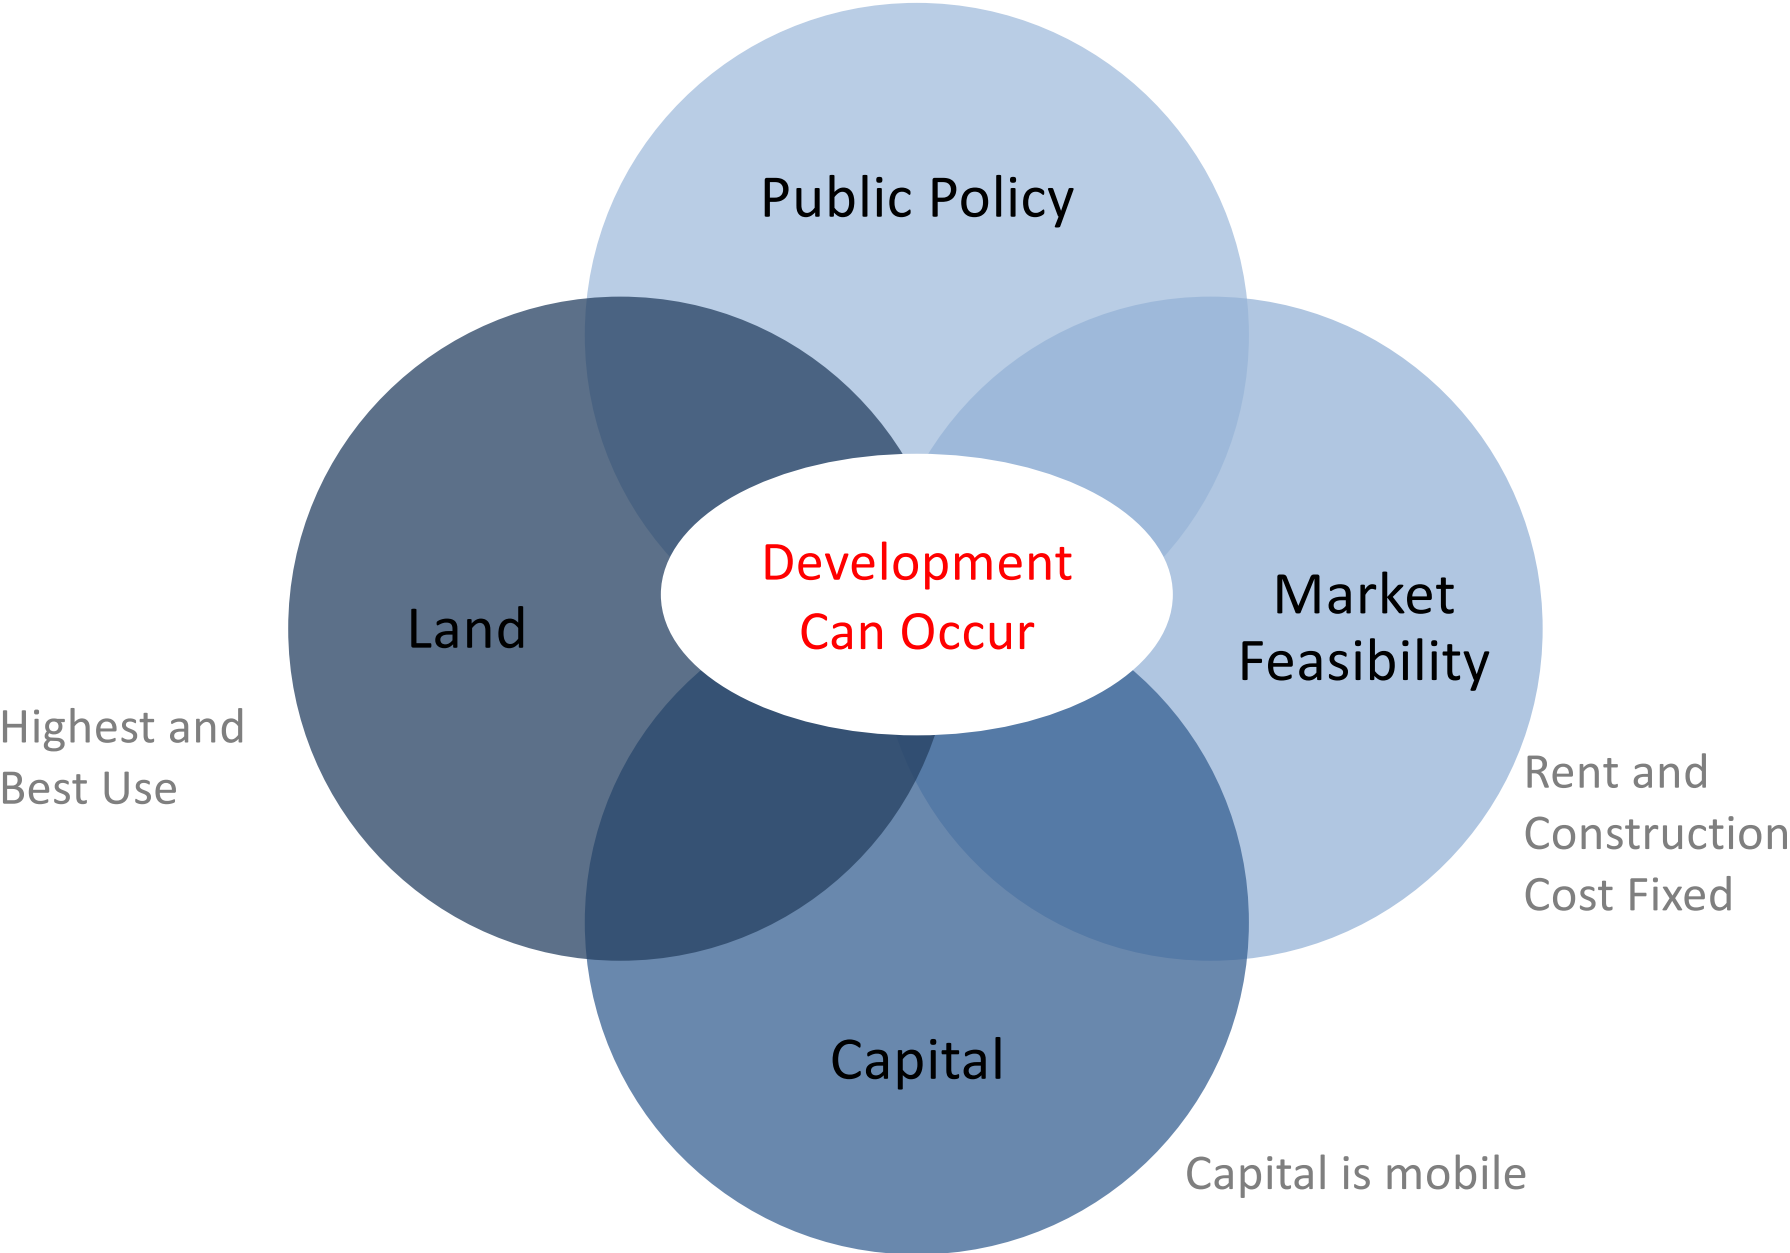 Public Policy
Development
Can Occur
Land
Market
Feasibility
Highest and
Best Use
Rent and
Construction
Cost Fixed
Capital
Capital is mobile